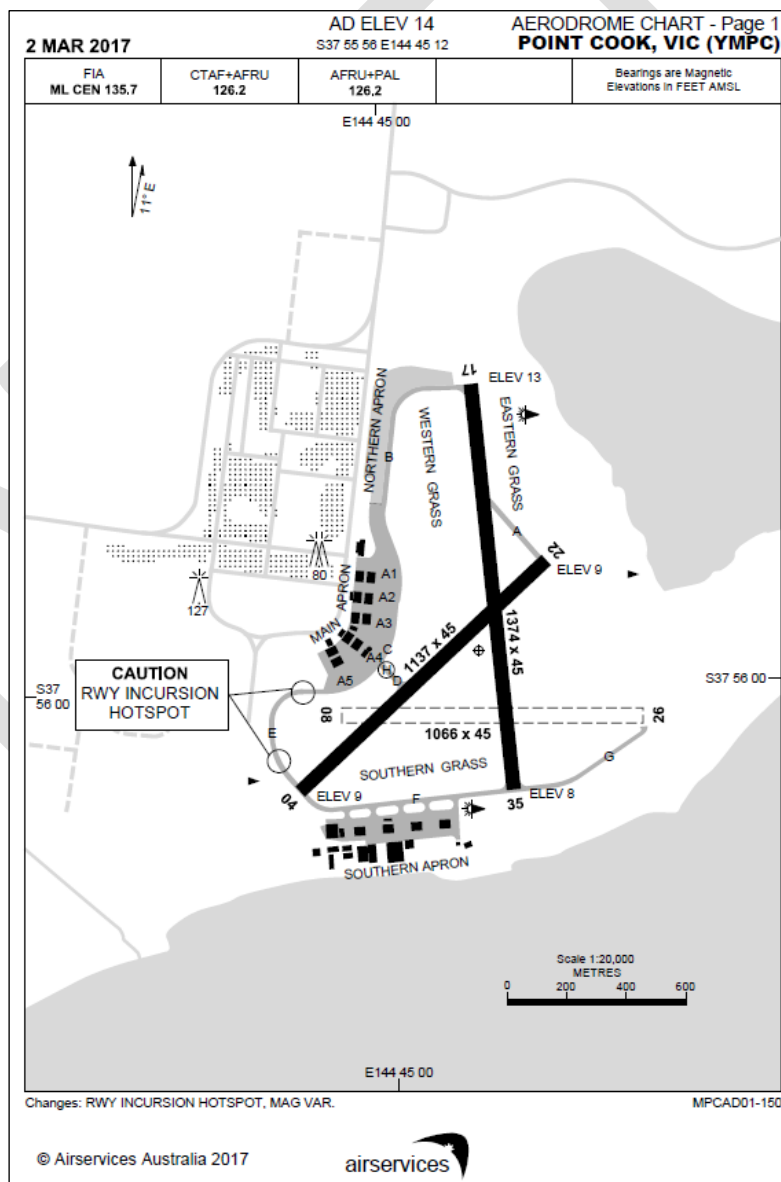 AD ELEV 14
AERODROME CHART - Page 1
2 MAR 2017
S37 55 56 E144 45 12
POINT COOK, VIC (YMPC)
FIA
ML CEN 135.7
CTAF+AFRU
126.2
AFRU+PAL
126,2
Bearings are Magnetic
Elevations in FEET AMSL
E144 45 00
11° E
17
ELEV 13
NORTHERN APRON
WESTERN GRASS
EASTERN GRASS
B
A
22
ELEV 9
80
127
MAIN APRON
A1
A2
A3
A4
A5
C
H
D
1137 x 45
1374 x 45
CAUTION
RWY INCURSION
HOTSPOT
S37
56 00
S37 56 00
08
26
1066 x 45
E
SOUTHERN GRASS
G
04
ELEV 9
F
35
ELEV 8
SOUTHERN APRON
Scale 1:20,000
METRES
0 200 400 600
E144 45 00
Changes: RWY INCURSION HOTSPOT, MAG VAR.
MPCAD01-150
© Airservices Australia 2017
airservices